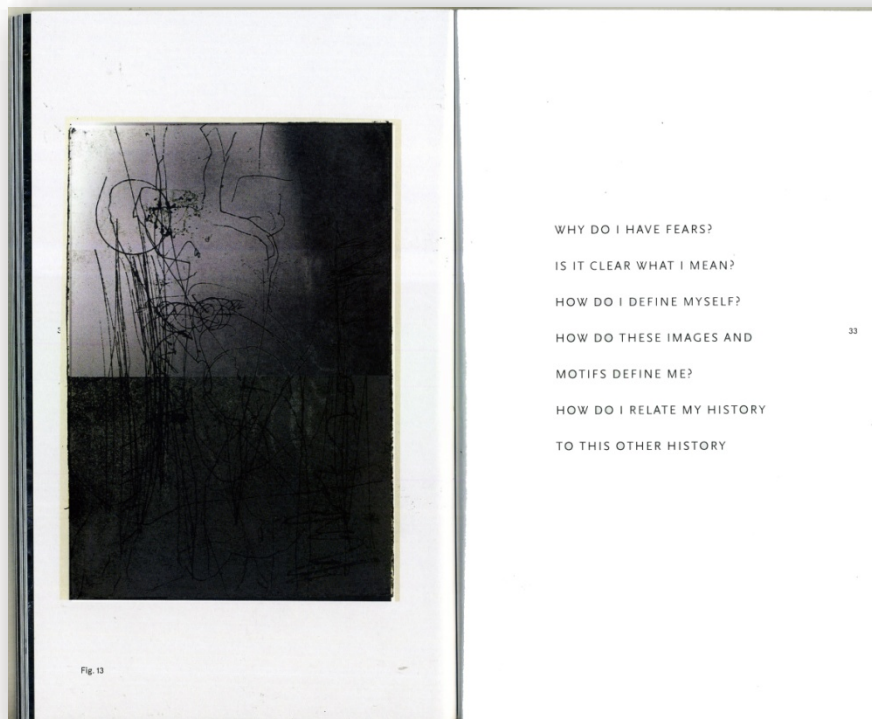 Fig. 13
WHY DO I HAVE FEARS?
IS IT CLEAR WHAT I MEAN?
HOW DO I DEFINE MYSELF?
HOW DO THESE IMAGES AND
MOTIFS DEFINE ME?
HOW DO I RELATE MY HISTORY
TO THIS OTHER HISTORY
33